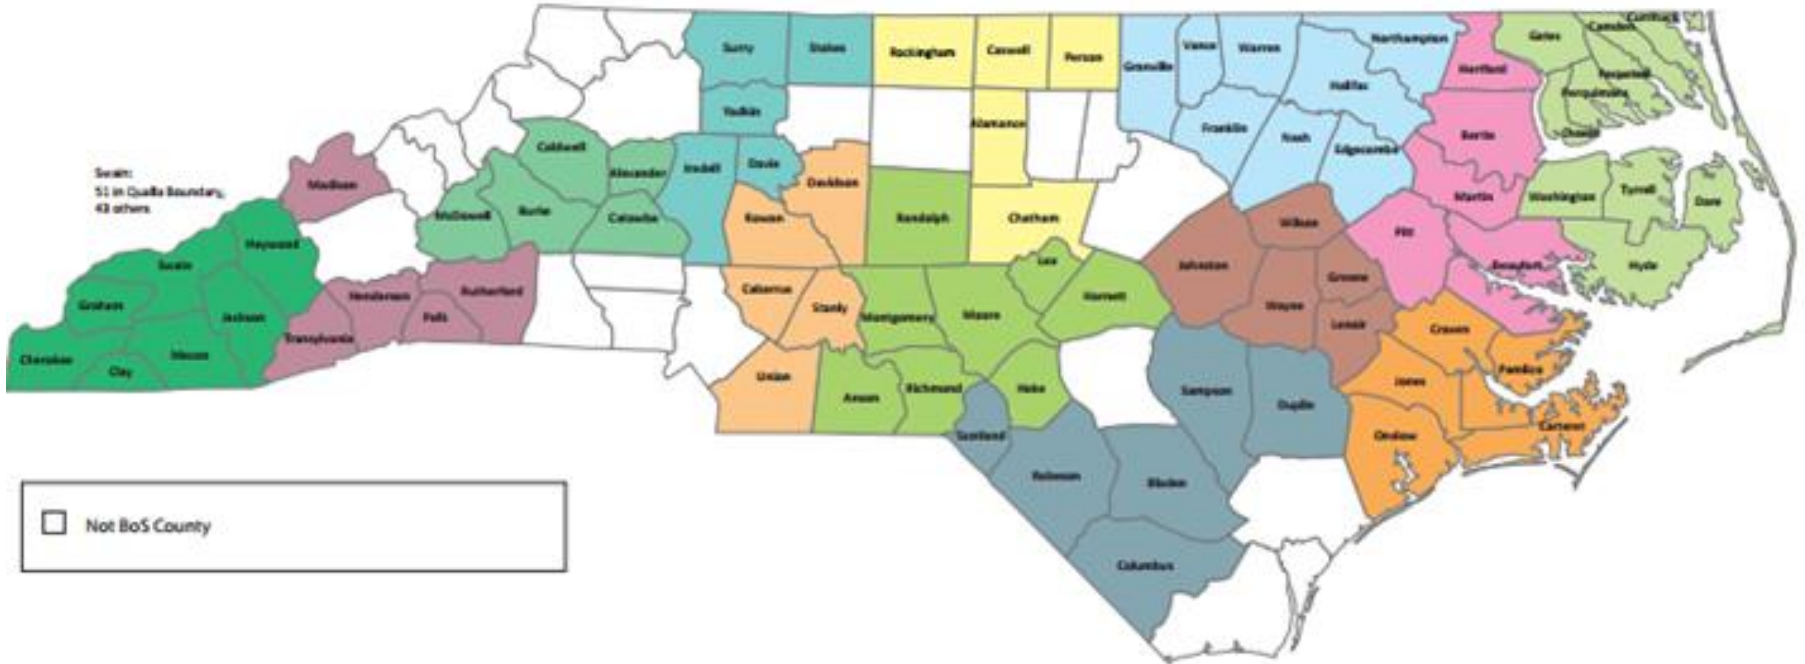 Surry
Stokes
Rockingham
Caswell
Person
Granville
Vance
Warren
Northampton
Halifax
Hertford
Gates
Camden
Currituck
Pasquotank
Perquimans
Chowan
Yadkin
Alamance
Franklin
Nash
Edgecombe
Bertie
Martin
Washington
Tyrrell
Dare
Hyde
Swain:
51 in Qualla Boundary,
43 others
Madison
Caldwell
Alexander
Iredell
Davie
Davidson
McDowell
Burke
Catawba
Rowan
Randolph
Chatham
Wilson
Pitt
Beaufort
Haywood
Swain
Graham
Jackson
Cherokee
Clay
Macon
Transylvania
Henderson
Polk
Rutherford
Cabarrus
Stanly
Montgomery
Moore
Lee
Harnett
Johnston
Wayne
Greene
Lenoir
Craven
Pamlico
Jones
Carteret
Onslow
Union
Anson
Richmond
Hoke
Scotland
Sampson
Duplin
Robeson
Bladen
Columbus
Not BoS County